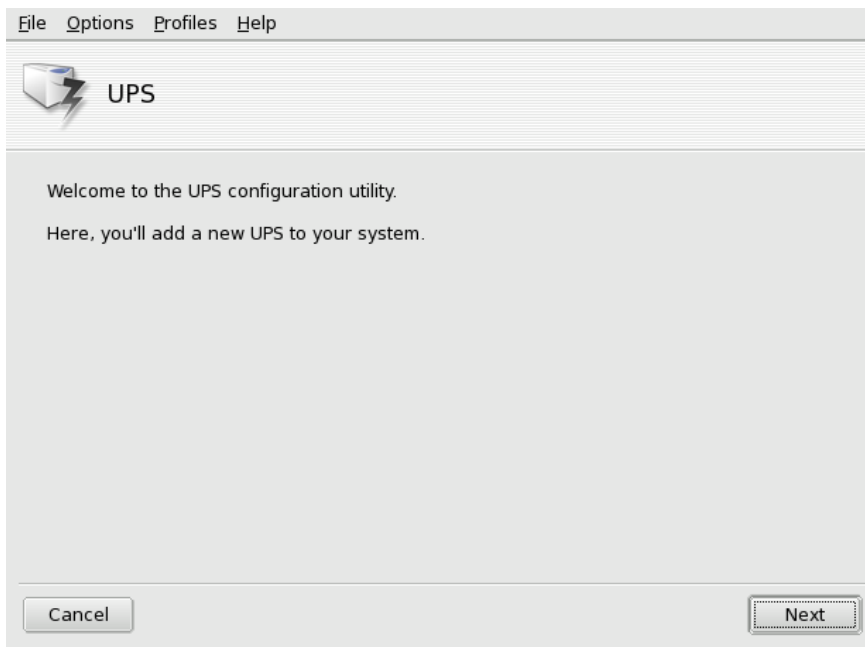 File Options Profiles Help
UPS
Welcome to the UPS configuration utility.
Here, you'll add a new UPS to your system.
Cancel Next